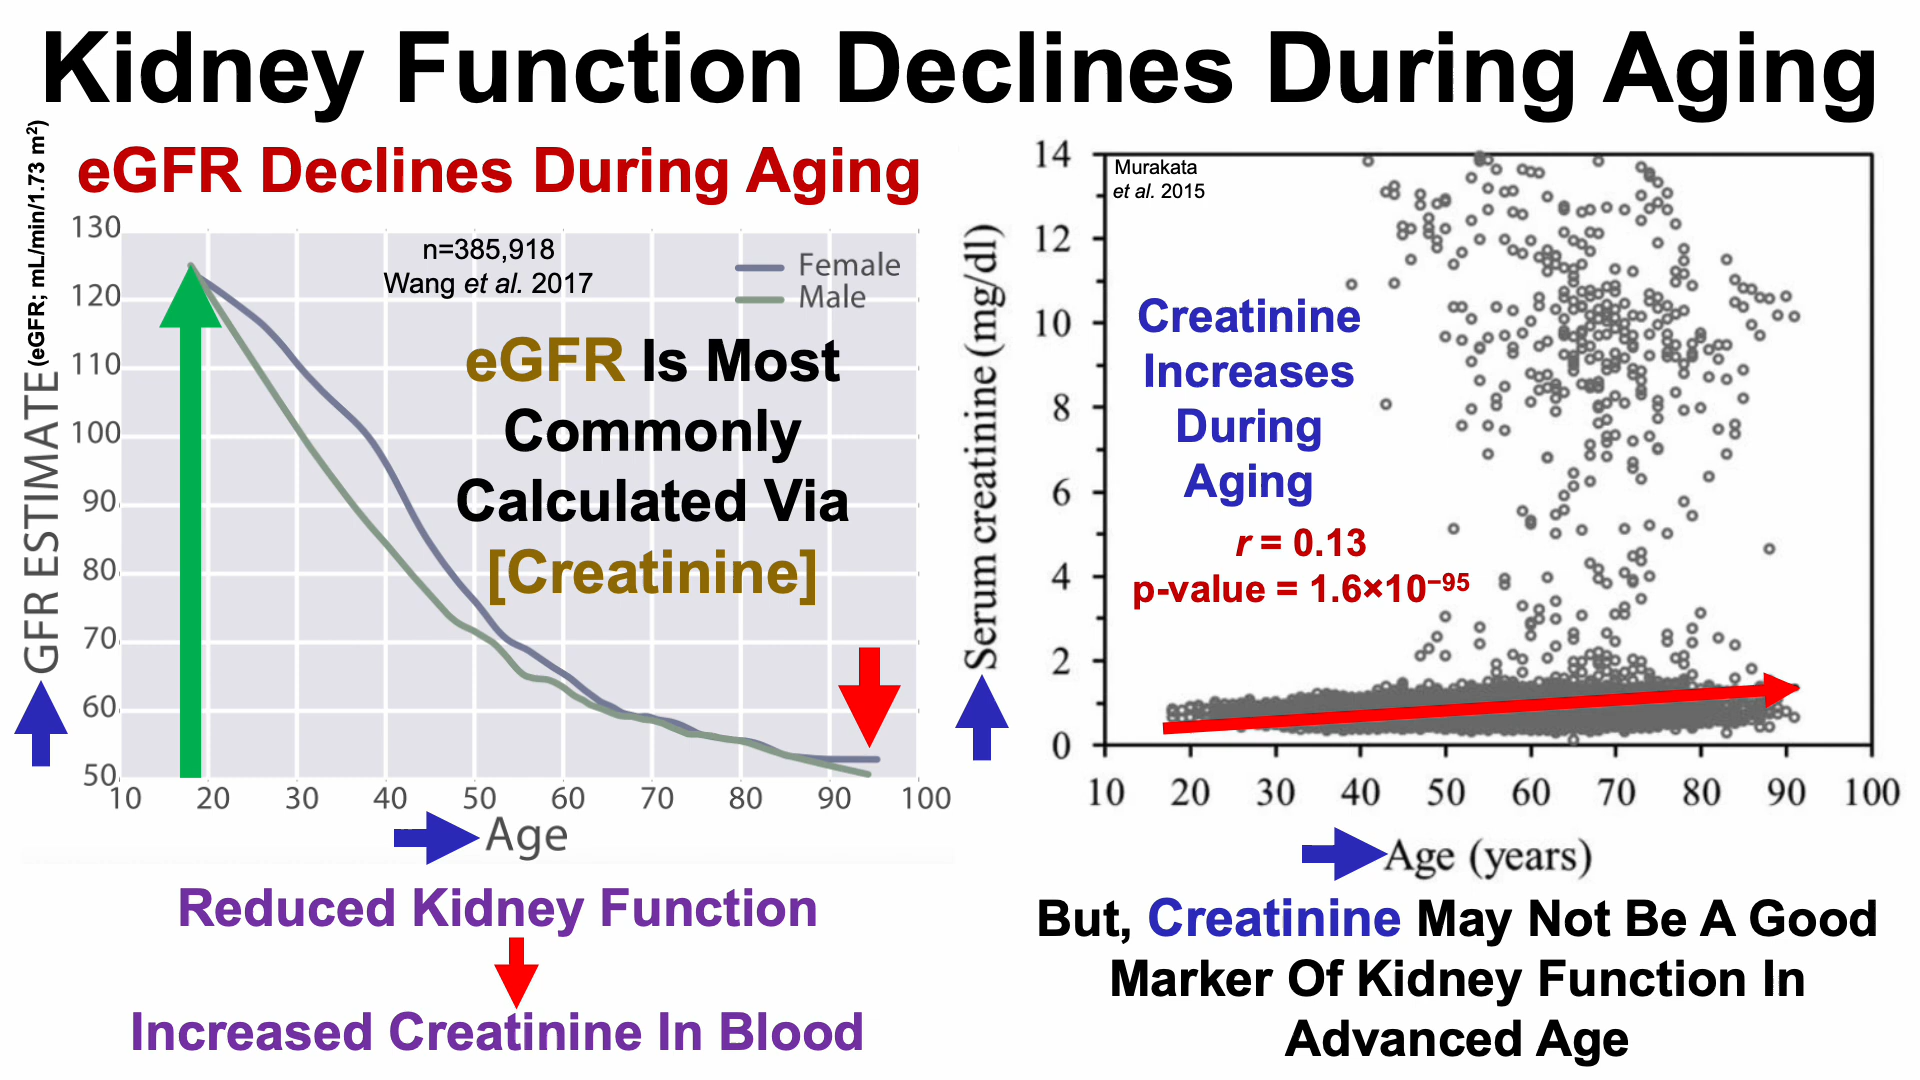 Kidney Function Declines During Aging
eGFR Declines During Aging
(eGFR; mL/min/1.73 m²)
GFR ESTIMATE
130
120
110
100
90
80
70
60
50
10 20 30 40 50 60 70 80 90 100
Age
n=385,918
Wang et al. 2017
Female
Male
eGFR Is Most
Commonly
Calculated Via
[Creatinine]
Reduced Kidney Function
Increased Creatinine In Blood
Serum creatinine (mg/dl)
14
12
10
8
6
4
2
0
10 20 30 40 50 60 70 80 90 100
Age (years)
Murakata
et al. 2015
Creatinine
Increases
During
Aging
r = 0.13
p-value = 1.6×10⁻⁹⁵
But, Creatinine May Not Be A Good
Marker Of Kidney Function In
Advanced Age